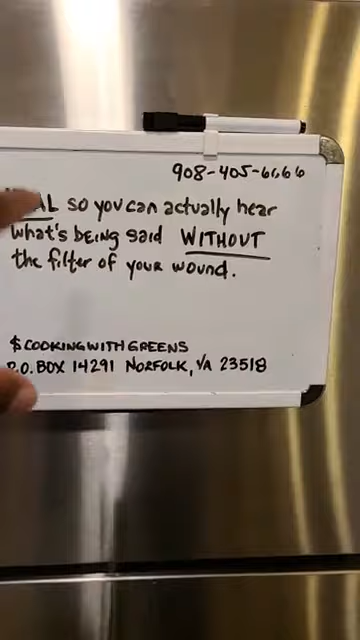 908-405-6666
so you can actually hear
what's BEING said WITHOUT
the filter of your wound.
$COOKINGWITHGREENS
P.O. BOX 14291 NORFOLK, VA 23518